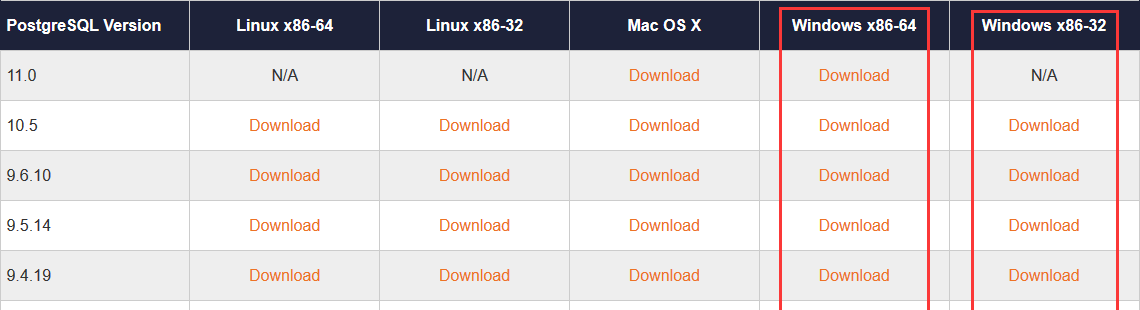 PostgreSQL Version Linux x86-64 Linux x86-32 Mac OS X Windows x86-64 Windows x86-32
11.0 N/A N/A Download Download N/A
10.5 Download Download Download Download Download
9.6.10 Download Download Download Download Download
9.5.14 Download Download Download Download Download
9.4.19 Download Download Download Download Download